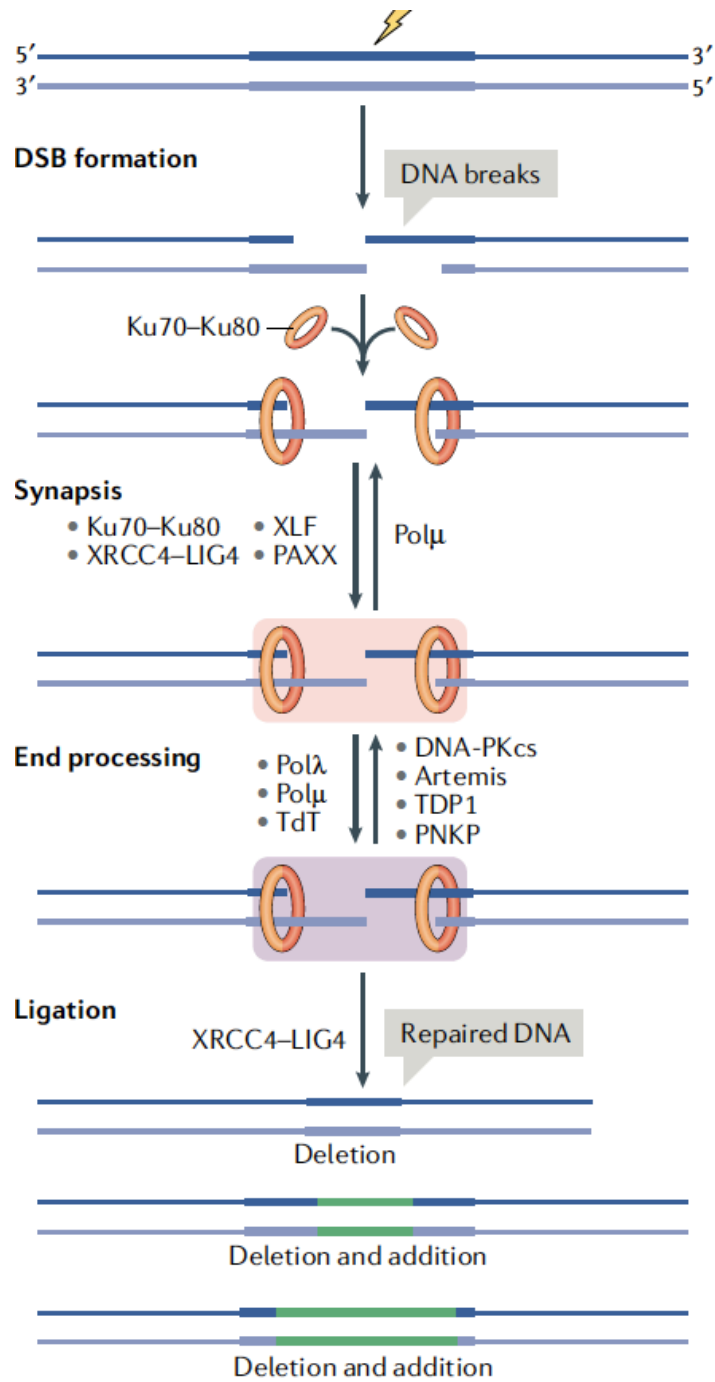 5′ 3′
3′ 5′
DSB formation
DNA breaks
Ku70–Ku80
Synapsis
• Ku70–Ku80 • XLF
• XRCC4–LIG4 • PAXX
Polμ
End processing
• Polλ
• Polμ
• TdT
• DNA-PKcs
• Artemis
• TDP1
• PNKP
Ligation
XRCC4–LIG4
Repaired DNA
Deletion
Deletion and addition
Deletion and addition